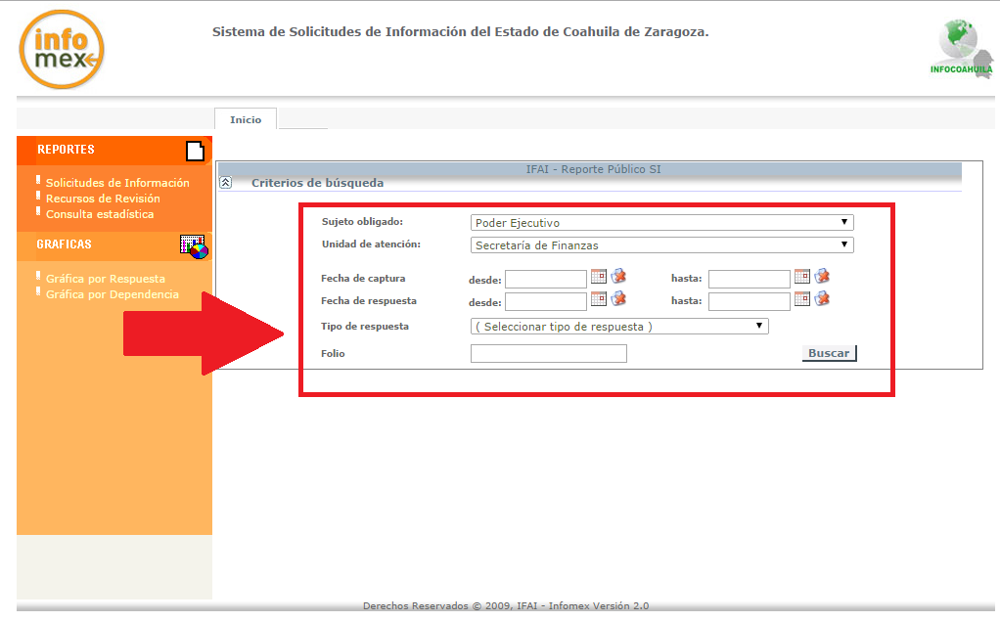 info
mex
Sistema de Solicitudes de Información del Estado de Coahuila de Zaragoza.
INFOCOAHUILA
Inicio
REPORTES
Solicitudes de Información
Recursos de Revisión
Consulta estadística
GRAFICAS
Gráfica por Respuesta
Gráfica por Dependencia
IFAI - Reporte Público SI
Criterios de búsqueda
Sujeto obligado: Poder Ejecutivo
Unidad de atención: Secretaría de Finanzas
Fecha de captura desde: hasta:
Fecha de respuesta desde: hasta:
Tipo de respuesta ( Seleccionar tipo de respuesta )
Folio Buscar
Derechos Reservados © 2009, IFAI - Infomex Versión 2.0